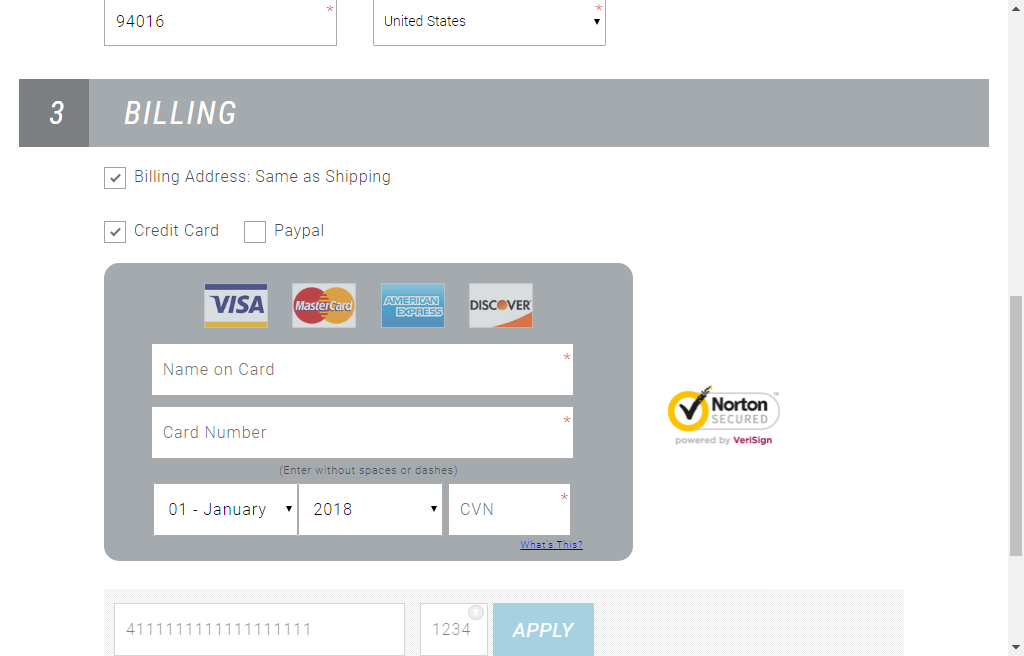 94016 *
United States *
3 BILLING
Billing Address: Same as Shipping
Credit Card Paypal
VISA MasterCard AMERICAN EXPRESS DISCOVER
Name on Card *
Card Number *
(Enter without spaces or dashes)
01 - January 2018 CVN *
What's This?
Norton
SECURED
powered by VeriSign
4111111111111111111 1234 ? APPLY